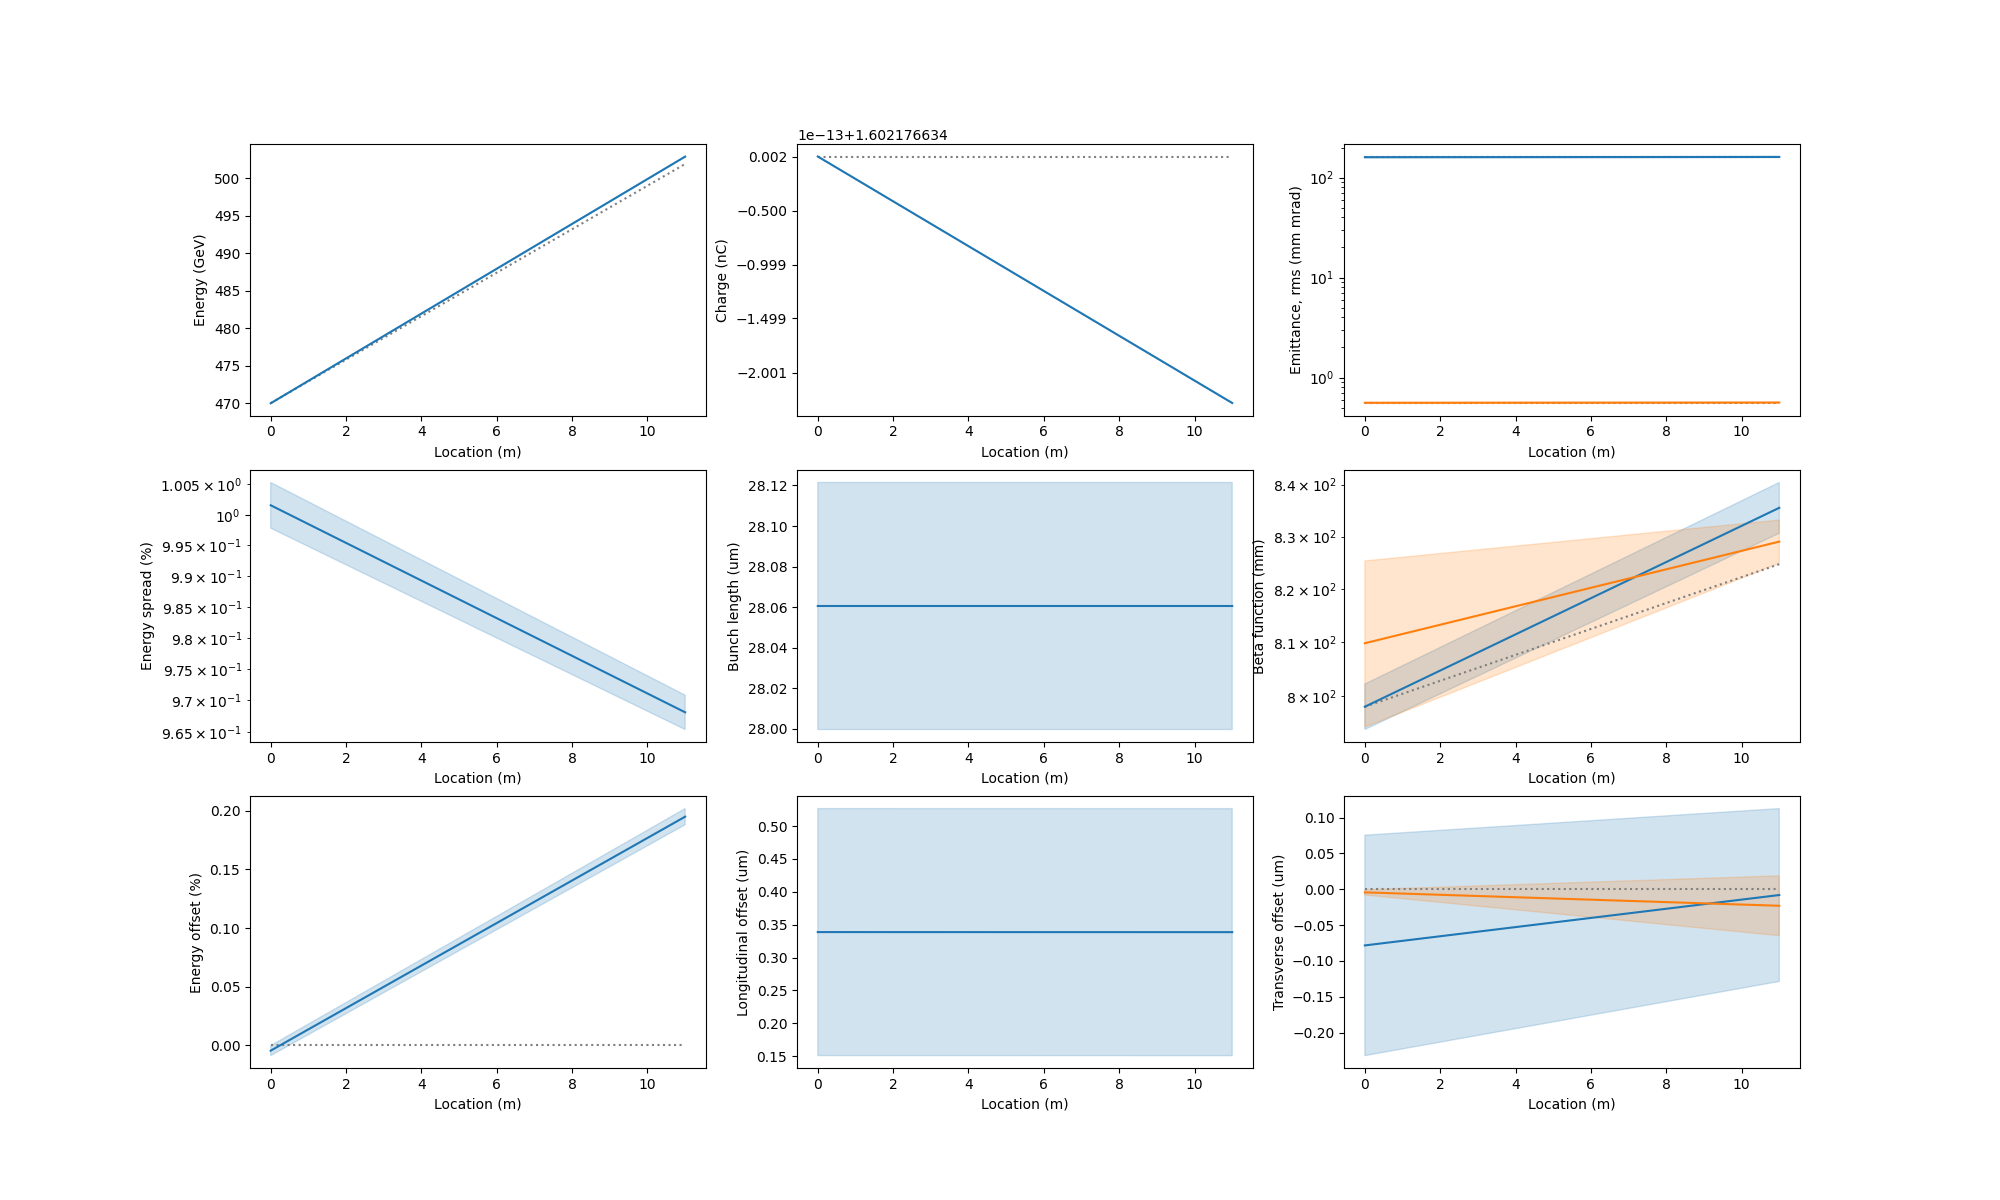 Energy (GeV)
500
495
490
485
480
475
470
0 2 4 6 8 10
Location (m)
1e−13+1.602176634
Charge (nC)
0.002
−0.500
−0.999
−1.499
−2.001
0 2 4 6 8 10
Location (m)
Emittance, rms (mm mrad)
10²
10¹
10⁰
0 2 4 6 8 10
Location (m)
Energy spread (%)
1.005 × 10⁰
10⁰
9.95 × 10⁻¹
9.9 × 10⁻¹
9.85 × 10⁻¹
9.8 × 10⁻¹
9.75 × 10⁻¹
9.7 × 10⁻¹
9.65 × 10⁻¹
0 2 4 6 8 10
Location (m)
Bunch length (um)
28.12
28.10
28.08
28.06
28.04
28.02
28.00
0 2 4 6 8 10
Location (m)
Beta function (mm)
8.4 × 10²
8.3 × 10²
8.2 × 10²
8.1 × 10²
8 × 10²
0 2 4 6 8 10
Location (m)
Energy offset (%)
0.20
0.15
0.10
0.05
0.00
0 2 4 6 8 10
Location (m)
Longitudinal offset (um)
0.50
0.45
0.40
0.35
0.30
0.25
0.20
0.15
0 2 4 6 8 10
Location (m)
Transverse offset (um)
0.10
0.05
0.00
−0.05
−0.10
−0.15
−0.20
0 2 4 6 8 10
Location (m)